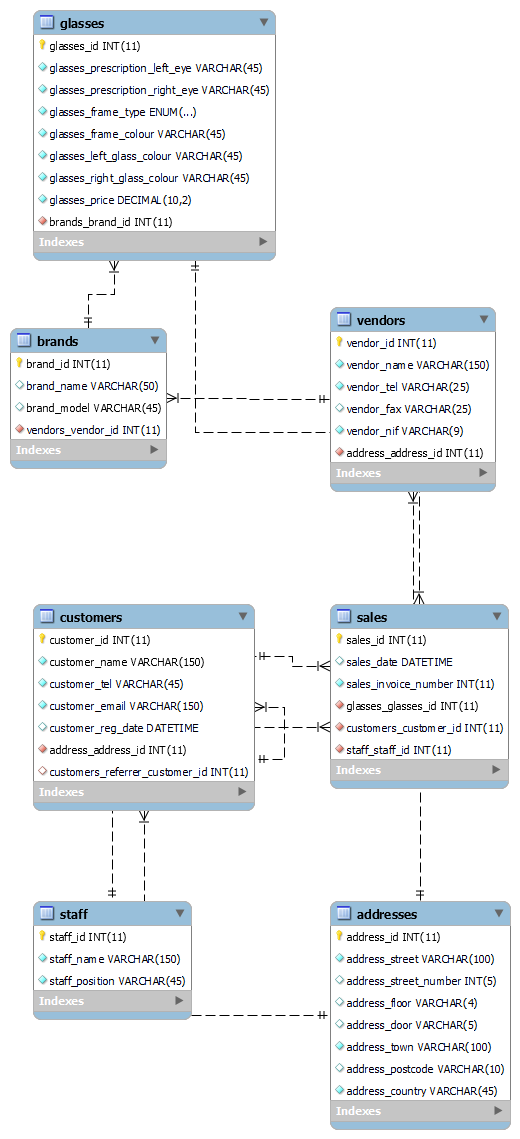 glasses
glasses_id INT(11)
glasses_prescription_left_eye VARCHAR(45)
glasses_prescription_right_eye VARCHAR(45)
glasses_frame_type ENUM(...)
glasses_frame_colour VARCHAR(45)
glasses_left_glass_colour VARCHAR(45)
glasses_right_glass_colour VARCHAR(45)
glasses_price DECIMAL(10,2)
brands_brand_id INT(11)
Indexes
brands
brand_id INT(11)
brand_name VARCHAR(50)
brand_model VARCHAR(45)
vendors_vendor_id INT(11)
Indexes
vendors
vendor_id INT(11)
vendor_name VARCHAR(150)
vendor_tel VARCHAR(25)
vendor_fax VARCHAR(25)
vendor_nif VARCHAR(9)
address_address_id INT(11)
Indexes
customers
customer_id INT(11)
customer_name VARCHAR(150)
customer_tel VARCHAR(45)
customer_email VARCHAR(150)
customer_reg_date DATETIME
address_address_id INT(11)
customers_referrer_customer_id INT(11)
Indexes
sales
sales_id INT(11)
sales_date DATETIME
sales_invoice_number INT(11)
glasses_glasses_id INT(11)
customers_customer_id INT(11)
staff_staff_id INT(11)
Indexes
staff
staff_id INT(11)
staff_name VARCHAR(150)
staff_position VARCHAR(45)
Indexes
addresses
address_id INT(11)
address_street VARCHAR(100)
address_street_number INT(5)
address_floor VARCHAR(4)
address_door VARCHAR(5)
address_town VARCHAR(100)
address_postcode VARCHAR(10)
address_country VARCHAR(45)
Indexes